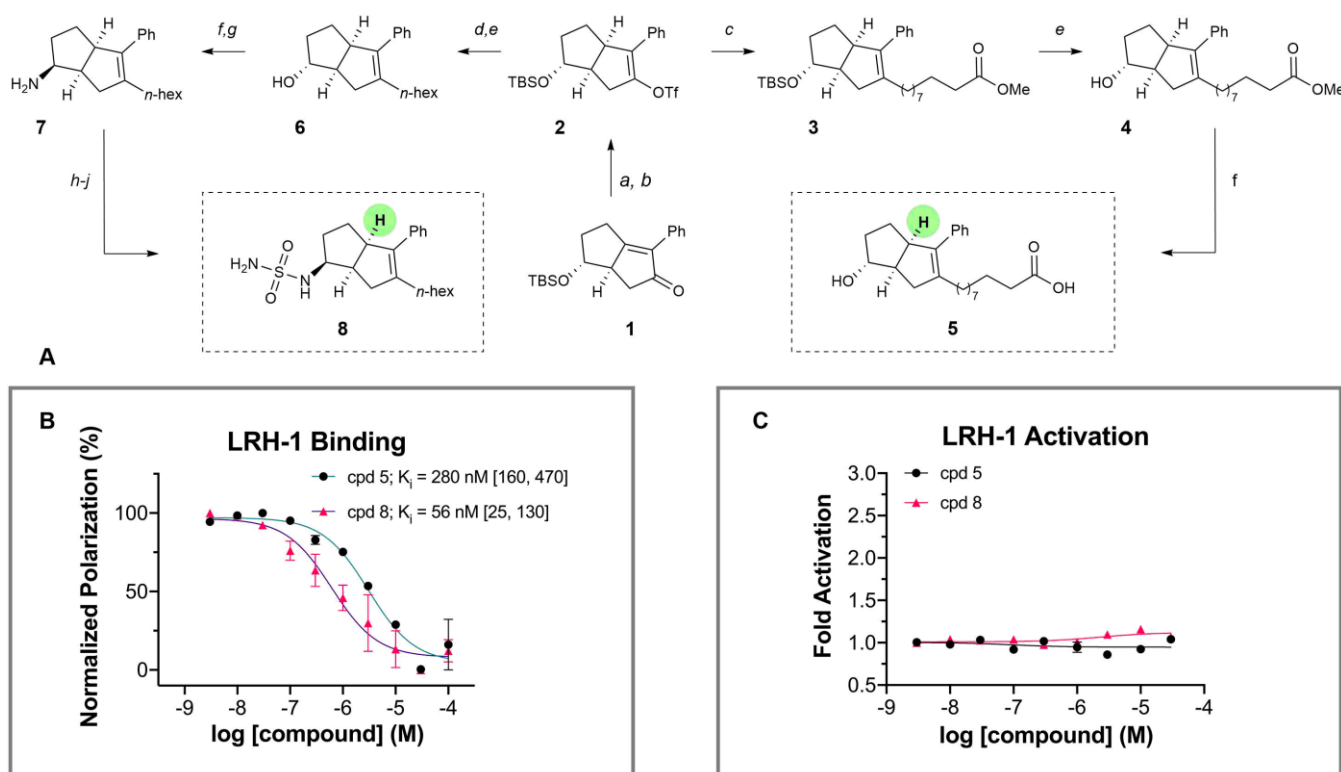 H Ph H₂N H n-hex 7
f,g
H Ph HO H n-hex 6
d,e
H Ph TBSO H OTf 2
c
H Ph TBSO H ( )7 O OMe 3
e
H Ph HO H ( )7 O OMe 4
h-j
H Ph O H₂N S N H O H n-hex 8
a, b
Ph TBSO H O 1
f
H Ph HO H ( )7 O OH 5
A
B
LRH-1 Binding
cpd 5; Kᵢ = 280 nM [160, 470]
cpd 8; Kᵢ = 56 nM [25, 130]
Normalized Polarization (%)
100
50
0
-9 -8 -7 -6 -5 -4
log [compound] (M)
C
LRH-1 Activation
cpd 5
cpd 8
Fold Activation
3.0
2.5
2.0
1.5
1.0
0.5
-9 -8 -7 -6 -5 -4
log [compound] (M)